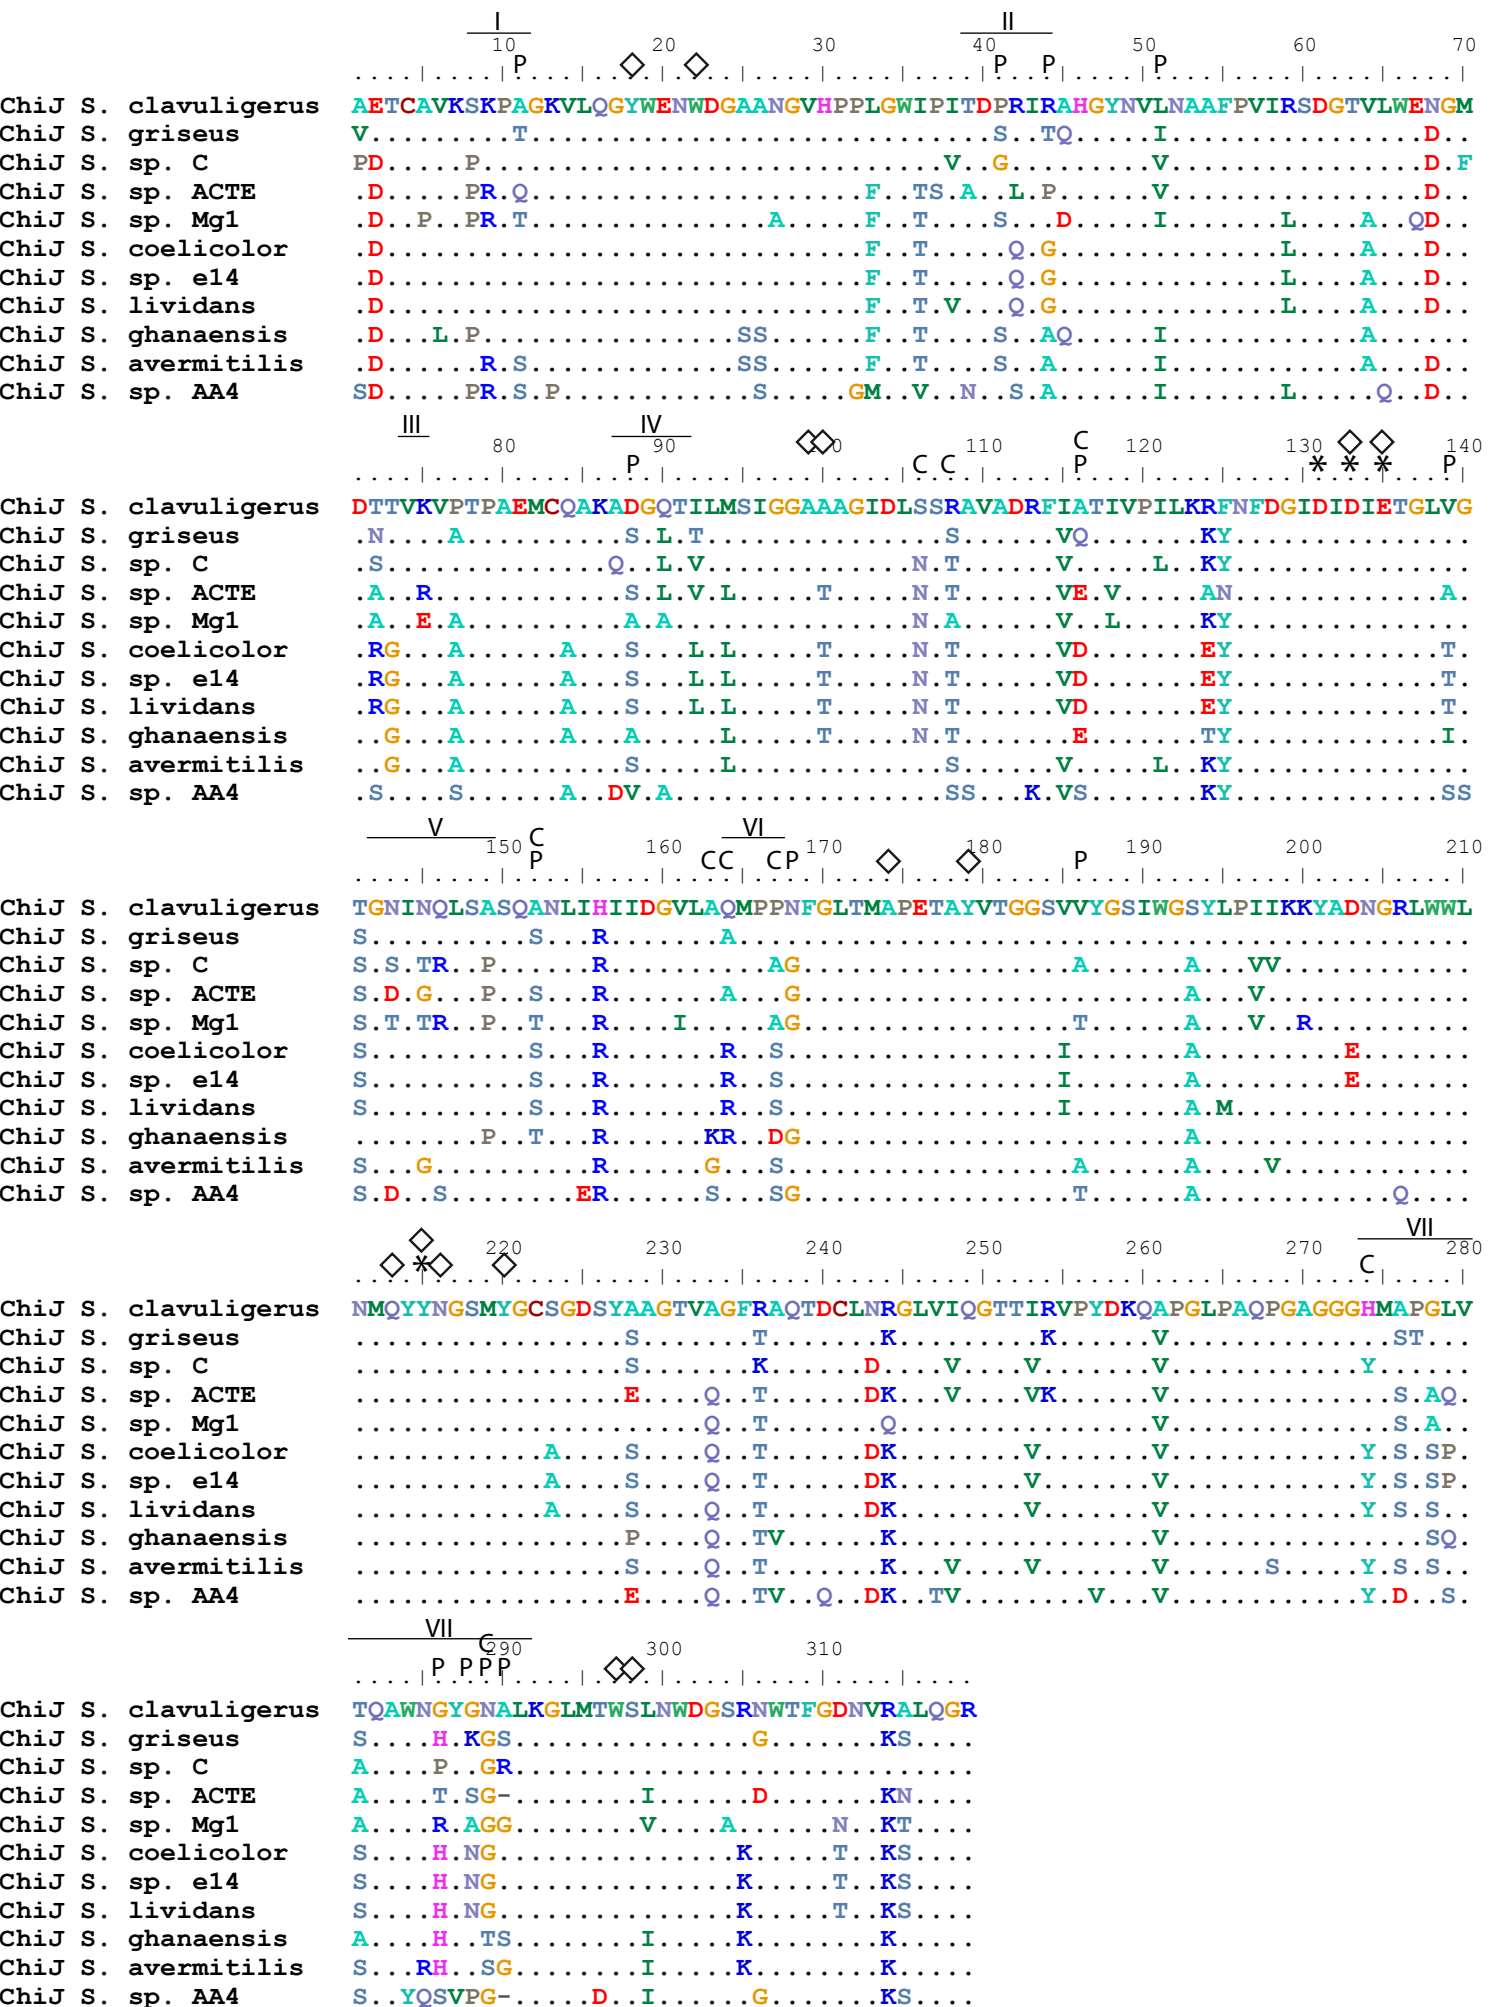 I II
10 20 30 40 50 60 70
P ◇ ◇ P P P
ChiJ S. clavuligerus AETCAVKSKPAGKVLQGYWENWDGAANGVHPPLGWIPITDPRIRAHGYNVLNAAFPVIRSDGTVLWENGM
ChiJ S. griseus V.........T.............................S..TQ.....I................D..
ChiJ S. sp. C PD.....P.............................V..G.........V................D.F
ChiJ S. sp. ACTE .D.....PR.Q.....................F..TS.A..L.P......V................D..
ChiJ S. sp. Mg1 .D..P..PR.T...............A.....F..T....S...D.....I.......L....A..QD..
ChiJ S. coelicolor .D..............................F..T.....Q.G..............L....A...D..
ChiJ S. sp. e14 .D..............................F..T.....Q.G..............L....A...D..
ChiJ S. lividans .D..............................F..T.V...Q.G..............L....A...D..
ChiJ S. ghanaensis .D...L.P................SS......F..T....S..AQ.....I............A......
ChiJ S. avermitilis .D......R.S.............SS......F..T....S..A......I............A...D..
ChiJ S. sp. AA4 SD.....PR.S.P............S.....GM..V..N..S.A......I.......L.....Q..D..
III IV
80 90 100 110 120 130 140
P ◇◇ C C C P * ◇* ◇* P
ChiJ S. clavuligerus DTTVKVPTPAEMCQAKADGQTILMSIGGAAAGIDLSSRAVADRFIATIVPILKRFNFDGIDIDIETGLVG
ChiJ S. griseus .N....A..........S.L.T...............S......VQ.......KY...............
ChiJ S. sp. C .S..............Q..L.V.............N.T......V.....L..KY...............
ChiJ S. sp. ACTE .A..R............S.L.V.L.....T.....N.T......VE.V.....AN.............A.
ChiJ S. sp. Mg1 .A..E.A..........A.A...............N.A......V..L.....KY...............
ChiJ S. coelicolor .RG...A......A...S...L.L.....T.....N.T......VD.......EY.............T.
ChiJ S. sp. e14 .RG...A......A...S...L.L.....T.....N.T......VD.......EY.............T.
ChiJ S. lividans .RG...A......A...S...L.L.....T.....N.T......VD.......EY.............T.
ChiJ S. ghanaensis ..G...A......A...A.....L.....T.....N.T.......E.......TY.............I.
ChiJ S. avermitilis ..G...A..........S.....L.............S......V.....L..KY...............
ChiJ S. sp. AA4 .S....S......A..DV.A.................SS...K.VS.......KY.............SS
V VI
150 160 170 180 190 200 210
C P CC CP ◇ ◇ P
ChiJ S. clavuligerus TGNINQLSASQANLIHIIDGVLAQMPPNFGLTMAPETAYVTGGSVVYGSIWGSYLPIIKKYADNGRLWWL
ChiJ S. griseus S..........S...R.......A..............................................
ChiJ S. sp. C S.S.TR..P......R..........AG.................A......A...VV............
ChiJ S. sp. ACTE S.D.G...P..S...R.......A...G........................A...V.............
ChiJ S. sp. Mg1 S.T.TR..P..T...R....I.....AG.................T......A...V..R..........
ChiJ S. coelicolor S..........S...R.......R..S.................I.......A.........E.......
ChiJ S. sp. e14 S..........S...R.......R..S.................I.......A.........E.......
ChiJ S. lividans S..........S...R.......R..S.................I.......A.M...............
ChiJ S. ghanaensis ........P..T...R......KR..DG........................A.................
ChiJ S. avermitilis S...G..........R......G...S..................A......A....V............
ChiJ S. sp. AA4 S.D..S........ER......S...SG.................T......A............Q....
VII
220 230 240 250 260 270 280
◇ ◇*◇ ◇ C
ChiJ S. clavuligerus NMQYYNGSMYGCSGDSYAAGTVAGFRAQTDCLNRGLVIQGTTIRVPYDKQAPGLPAQPGAGGGHMAPGLV
ChiJ S. griseus .................S.......T.......K.........K......V..............ST...
ChiJ S. sp. C .................S.......K......D....V....V.......V............Y......
ChiJ S. sp. ACTE .................E....Q..T......DK...V....VK......V..............S.AQ.
ChiJ S. sp. Mg1 ......................Q..T.......Q................V..............S.A..
ChiJ S. coelicolor ............A....S....Q..T......DK........V.......V............Y.S.SP.
ChiJ S. sp. e14 ............A....S....Q..T......DK........V.......V............Y.S.SP.
ChiJ S. lividans ............A....S....Q..T......DK........V.......V............Y.S.S..
ChiJ S. ghanaensis .................P....Q..TV......K................V................SQ.
ChiJ S. avermitilis .................S....Q..T.......K...V....V.......V......S.....Y.S.S..
ChiJ S. sp. AA4 .................E....Q..TV..Q..DK..TV........V...V............Y.D..S.
VII
290 300 310
C P PPP ◇◇
ChiJ S. clavuligerus TQAWNGYGNALKGLMTWSLNWDGSRNWTFGDNVRALQGR
ChiJ S. griseus S....H.KGS...............G.......KS....
ChiJ S. sp. C A....P..GR.............................
ChiJ S. sp. ACTE A....T.SG-........I......D.......KN....
ChiJ S. sp. Mg1 A....R.AGG........V....A......N..KT....
ChiJ S. coelicolor S....H.NG...............K.....T..KS....
ChiJ S. sp. e14 S....H.NG...............K.....T..KS....
ChiJ S. lividans S....H.NG...............K.....T..KS....
ChiJ S. ghanaensis A....H..TS........I.....K........K.....
ChiJ S. avermitilis S...RH..SG........I.....K........K.....
ChiJ S. sp. AA4 S..YQSVPG-.....D..I......G.......KS....